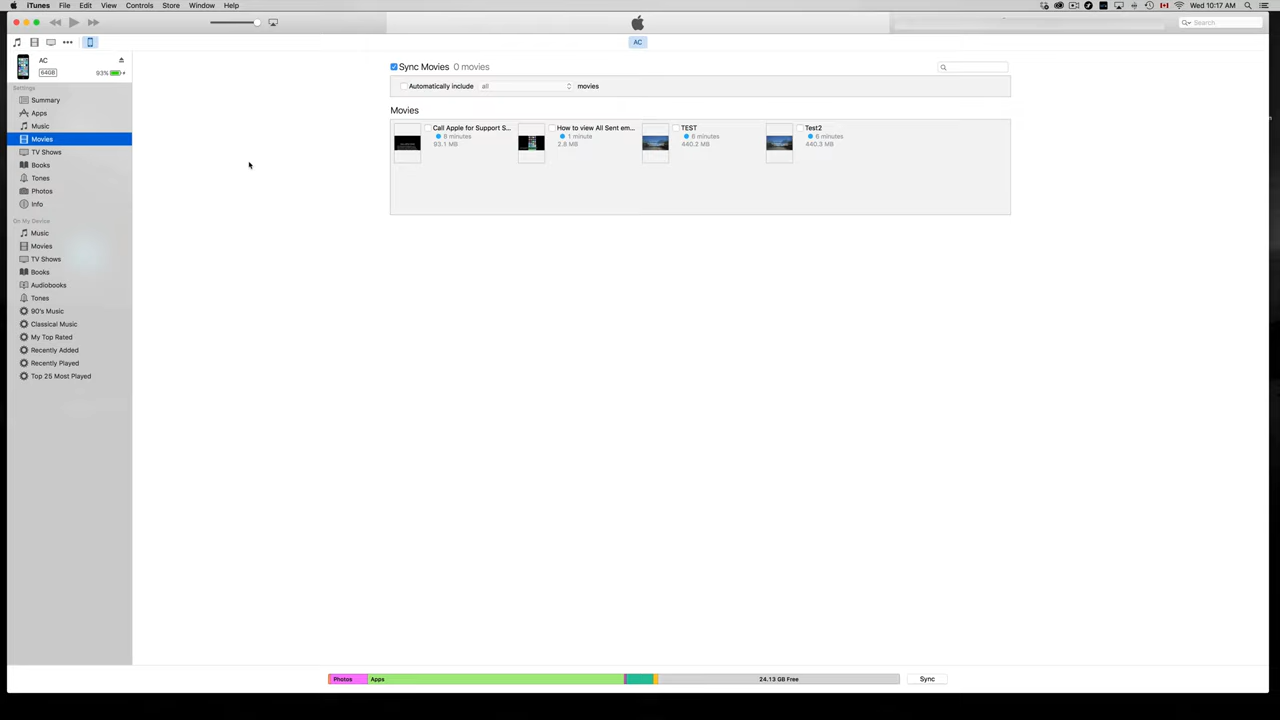 iTunes File Edit View Controls Store Window Help Wed 10:17 AM
Search
AC
AC
64GB 93%
Settings
Summary
Apps
Music
Movies
TV Shows
Books
Tones
Photos
Info
On My Device
Music
Movies
TV Shows
Books
Audiobooks
Tones
90's Music
Classical Music
My Top Rated
Recently Added
Recently Played
Top 25 Most Played
Sync Movies 0 movies
Automatically include all movies
Movies
Call Apple for Support S... How to view All Sent em... TEST Test2
6 minutes 1 minute 6 minutes 6 minutes
93.1 MB 2.8 MB 440.2 MB 440.3 MB
Photos Apps 24.13 GB Free Sync